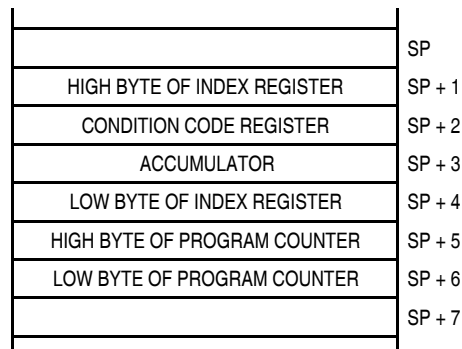 SP
HIGH BYTE OF INDEX REGISTER SP + 1
CONDITION CODE REGISTER SP + 2
ACCUMULATOR SP + 3
LOW BYTE OF INDEX REGISTER SP + 4
HIGH BYTE OF PROGRAM COUNTER SP + 5
LOW BYTE OF PROGRAM COUNTER SP + 6
SP + 7